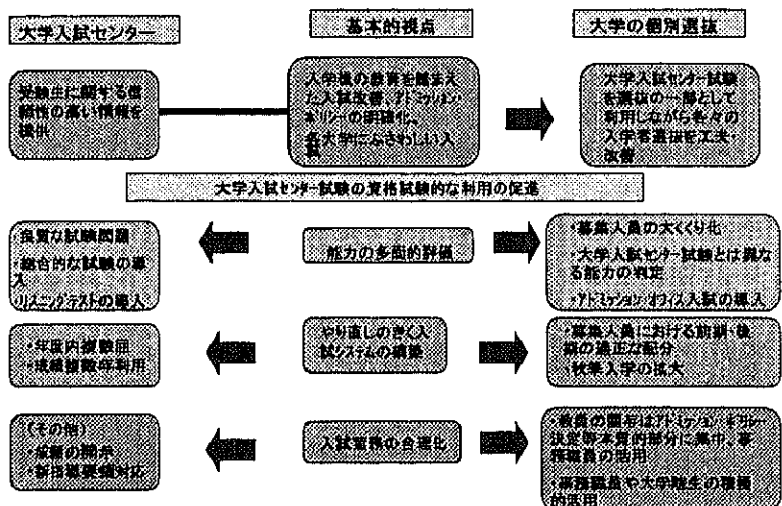 大学入試センター
基本的視点
大学の個別選抜
受験生に関する信
頼性の高い情報を
提供
入学後の教育を踏まえ
た入試改善、アドミッション・
ポリシーの明確化、
各大学にふさわしい入
試
大学入試センター試験
を選抜の一部として
利用しながら各々の
入学者選抜を工夫・
改善
大学入試センター試験の資格試験的な利用の促進
・良質な試験問題
・総合的な試験の導
入
・リスニングテストの導入
能力の多面的評価
・募集人員の大くくり化
・大学入試センター試験とは異な
る能力の判定
・アドミッション・オフィス入試の導入
・年度内複数回
・成績複数年利用
やり直しのきく入
試システムの構築
・募集人員における前期・後
期の適正な配分
・秋季入学の拡大
(その他)
・成績の開示
・新指導要領対応
入試業務の合理化
・教員の関与はアドミッション・ポリシー
決定等本質的部分に集中、事
務職員の活用
・事務職員や大学院生の積極
的活用